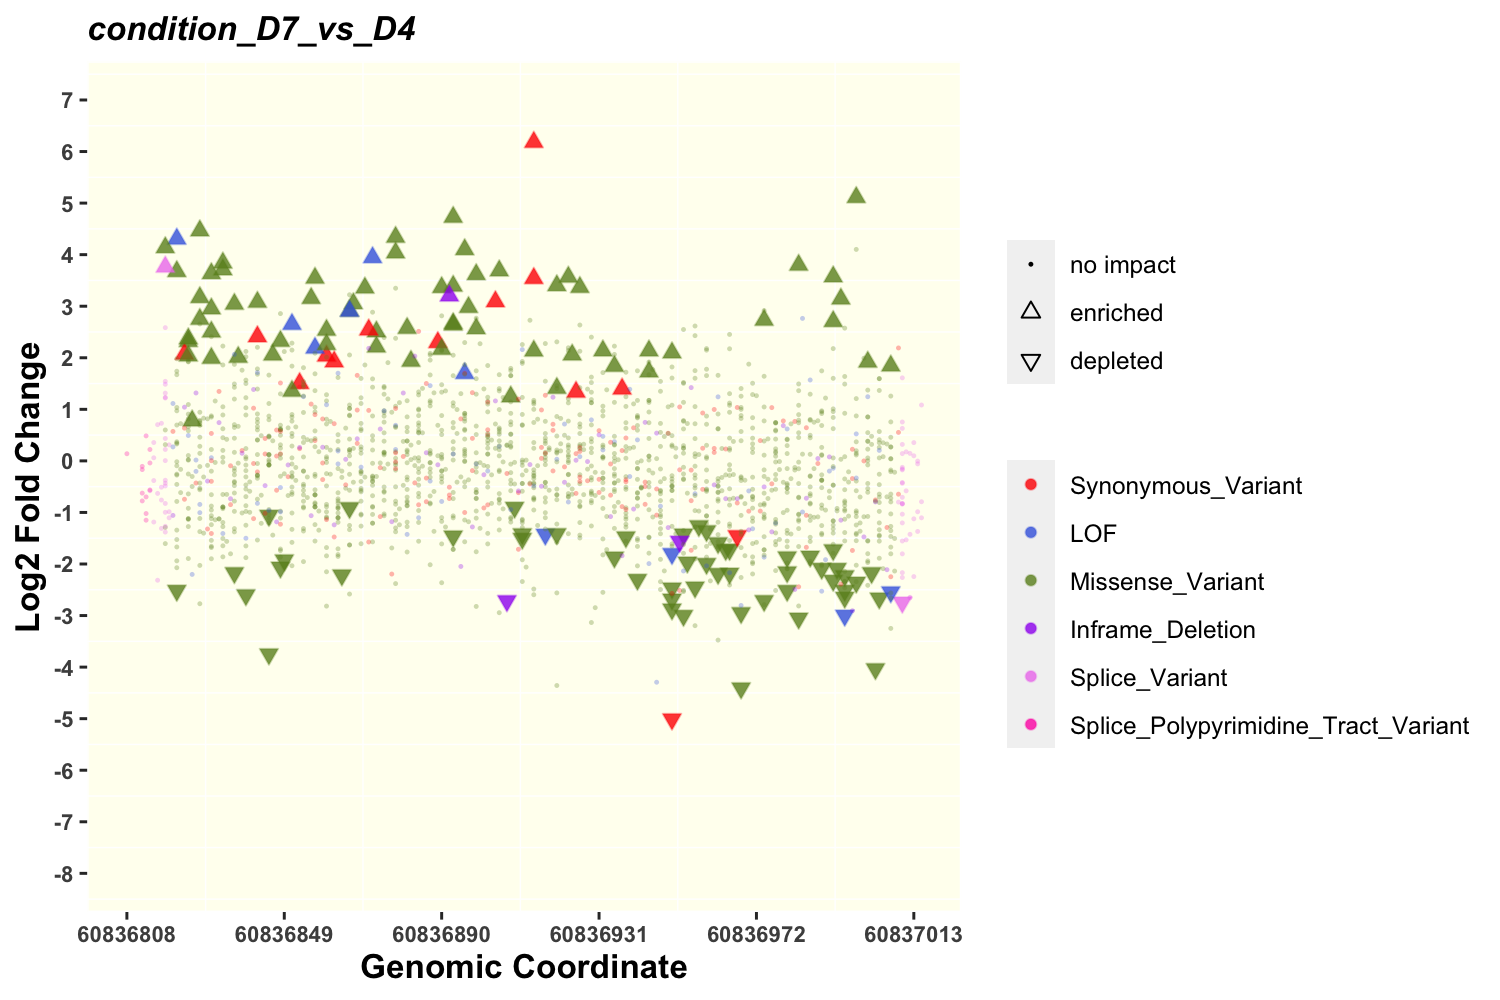 condition_D7_vs_D4
7
6
5
4
3
2
1
0
-1
-2
-3
-4
-5
-6
-7
-8
Log2 Fold Change
60836808 60836849 60836890 60836931 60836972 60837013
Genomic Coordinate
no impact
enriched
depleted
Synonymous_Variant
LOF
Missense_Variant
Inframe_Deletion
Splice_Variant
Splice_Polypyrimidine_Tract_Variant